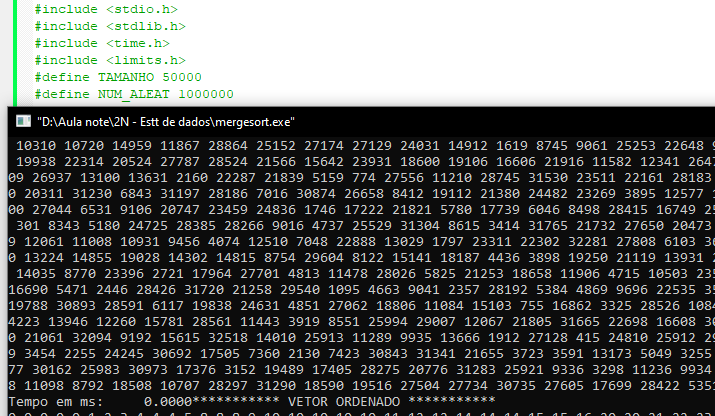 #include <stdio.h>
#include <stdlib.h>
#include <time.h>
#include <limits.h>
#define TAMANHO 50000
#define NUM_ALEAT 1000000
"D:\Aula note\2N - Estt de dados\mergesort.exe"
10310 10720 14959 11867 28864 25152 27174 27129 24031 14912 1619 8745 9061 25253 22648
19938 22314 20524 27787 28524 21566 15642 23931 18600 19106 16606 21916 11582 12341
09 26937 13100 13631 2160 22287 21839 5159 774 27556 11210 28745 31530 23511 22161 28183
0 20311 31230 6843 31197 28186 7016 30874 26658 8412 19112 21380 24482 23269 3895 12577
00 27044 6531 9106 20747 23459 24836 1746 17222 21821 5780 17739 6046 8498 28415 16749
301 8343 5180 24725 28385 28266 9016 4737 25529 31304 8615 3414 31765 21732 27650 20473
9 12061 11008 10931 9456 4074 12510 7048 22888 13029 1797 23311 22302 32281 27808 6103
0 13224 14855 19028 14302 14815 8754 29604 8122 15141 18187 4436 3898 19250 21119 13931
14035 8770 23396 2721 17964 27701 4813 11478 28026 5825 21253 18658 11906 4715 10503
16690 5471 2446 28426 31720 21258 29540 1095 4663 9041 2357 28192 5384 4869 9696 22535
19788 30893 28591 6117 19838 24631 4851 27062 18806 11084 15103 755 16862 3325 28526
4223 13946 12260 15781 28561 11443 3919 8551 25994 29007 12067 21805 31665 22698 16608
0 21061 32094 9192 15615 32518 14010 25913 11289 9935 13666 1912 27128 415 24810 25912
9 3454 2255 24245 30692 17505 7360 2130 7423 30843 31341 21655 3723 3591 13173 5049 3255
77 30162 25983 30973 17376 3152 19489 17405 28275 20776 31283 25921 9336 3298 11236 9934
8 11098 8792 18508 10707 28297 31290 18590 19516 27504 27734 30735 27605 17699 28422
Tempo em ms: 0.0000*********** VETOR ORDENADO ***********